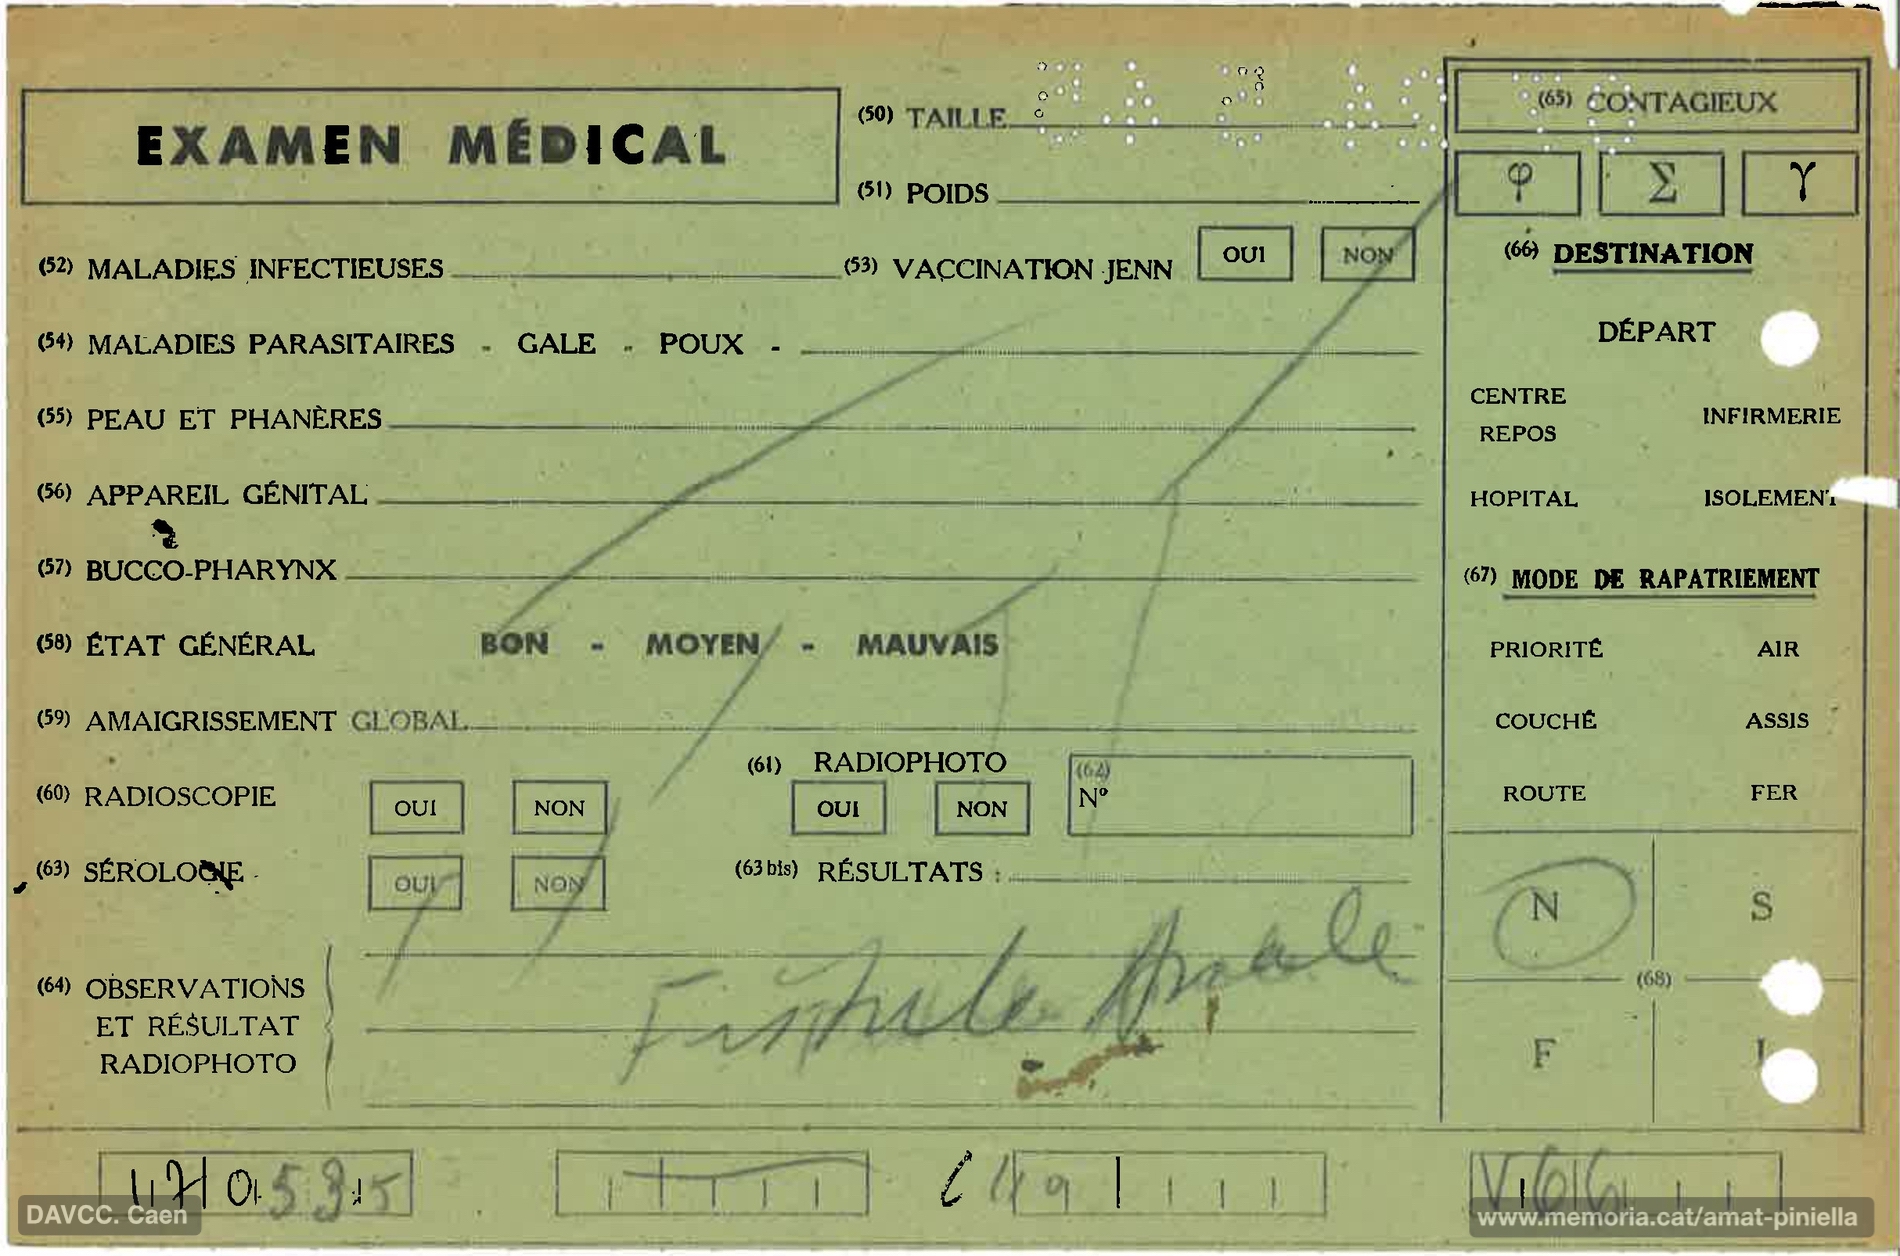 EXAMEN MÉDICAL
(50) TAILLE
(51) POIDS
(52) MALADIES INFECTIEUSES
(53) VACCINATION JENN OUI NON
(54) MALADIES PARASITAIRES - GALE - POUX -
(55) PEAU ET PHANÈRES
(56) APPAREIL GÉNITAL
(57) BUCCO-PHARYNX
(58) ÉTAT GÉNÉRAL BON - MOYEN - MAUVAIS
(59) AMAIGRISSEMENT GLOBAL
(60) RADIOSCOPIE OUI NON
(61) RADIOPHOTO OUI NON
(62) Nº
(63) SÉROLOGIE OUI NON
(63 bis) RÉSULTATS :
(64) OBSERVATIONS
ET RÉSULTAT
RADIOPHOTO
Fistule Anale
(65) CONTAGIEUX
φ Σ γ
(66) DESTINATION
DÉPART
CENTRE
REPOS
INFIRMERIE
HOPITAL ISOLEMENT
(67) MODE DE RAPATRIEMENT
PRIORITÉ AIR
COUCHÉ ASSIS
ROUTE FER
N S
(68)
F
V66
DAVCC. Caen
www.memoria.cat/amat-piniella